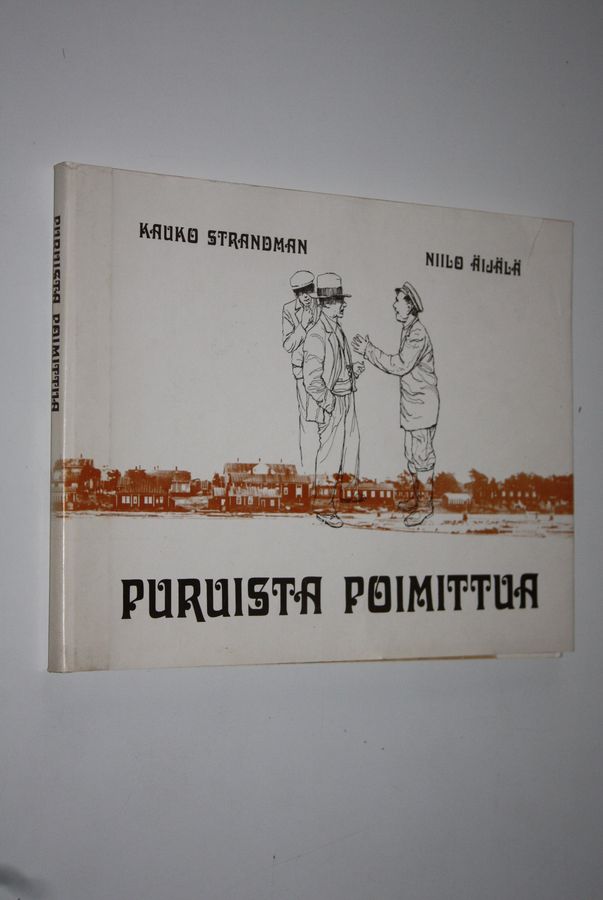 KAUKO STRANDMAN
NIILO ÄIJÄLÄ
PURUISTA POIMITTUA
PURUISTA POIMITTUA